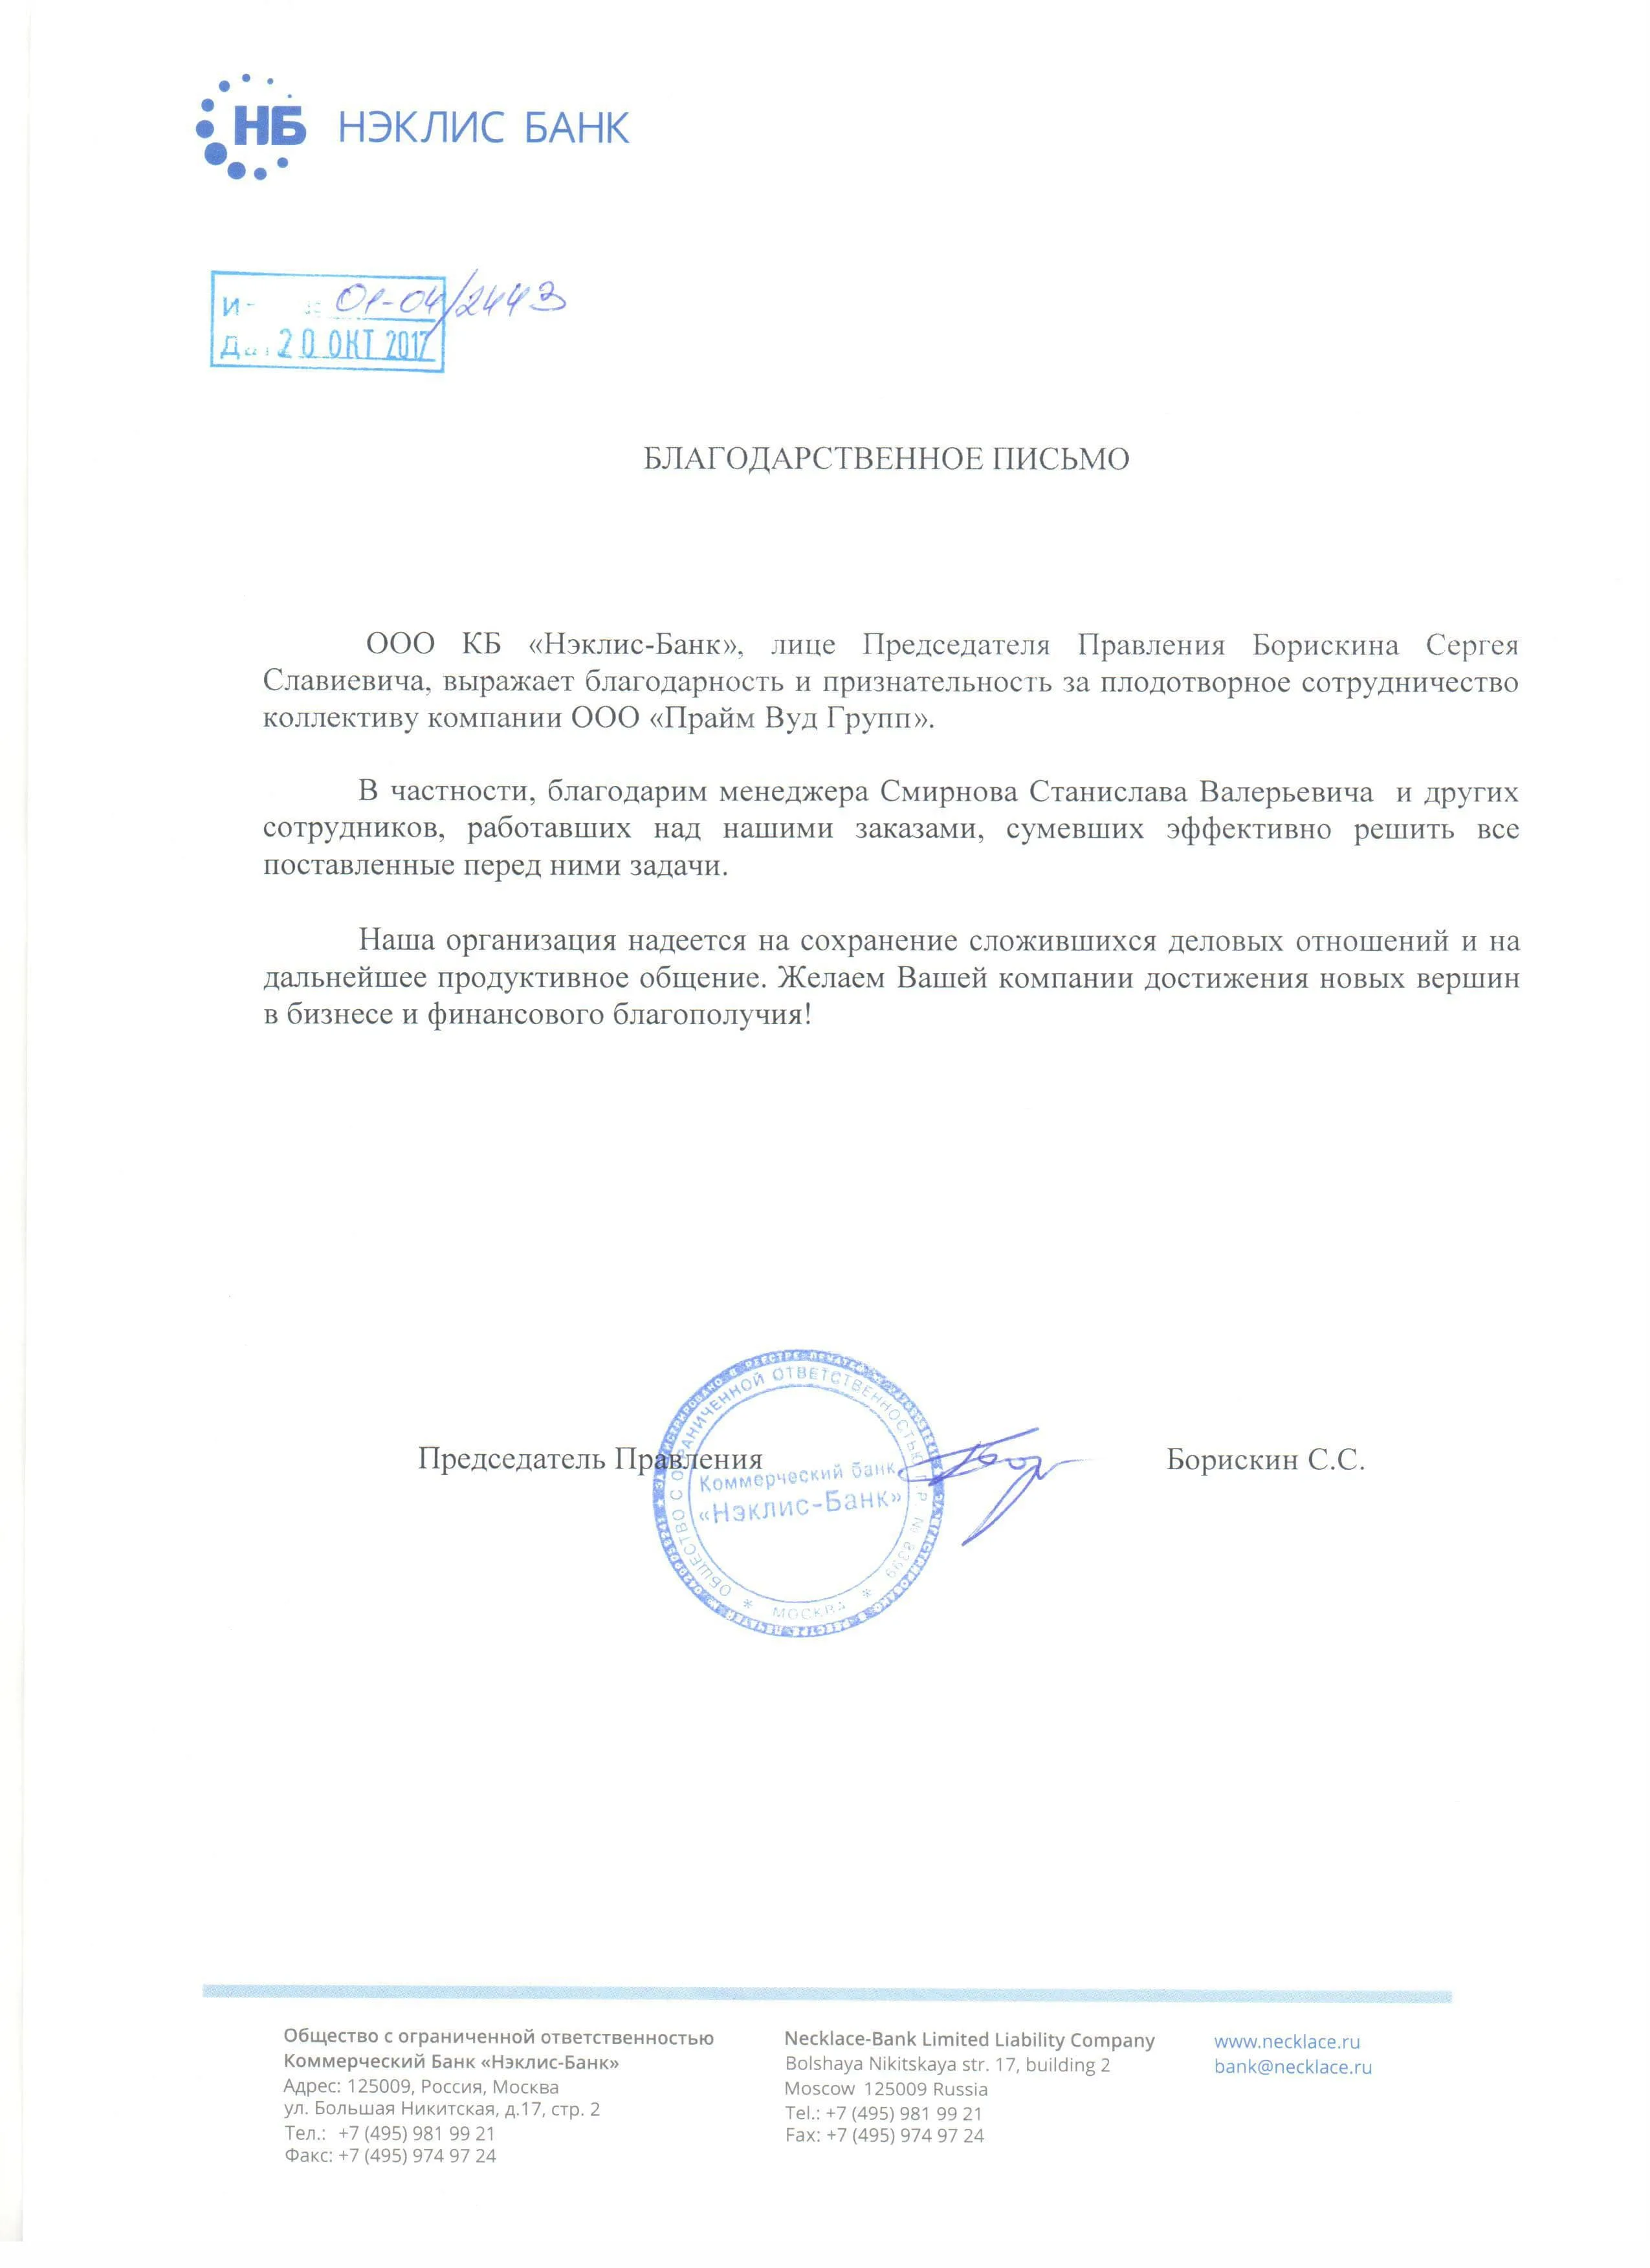 НБ НЭКЛИС БАНК
01-04/2443
20 ОКТ 2017
БЛАГОДАРСТВЕННОЕ ПИСЬМО
ООО КБ «Нэклис-Банк», лице Председателя Правления Борискина Сергея
Славиевича, выражает благодарность и признательность за плодотворное сотрудничество
коллективу компании ООО «Прайм Вуд Групп».
В частности, благодарим менеджера Смирнова Станислава Валерьевича и других
сотрудников, работавших над нашими заказами, сумевших эффективно решить все
поставленные перед ними задачи.
Наша организация надеется на сохранение сложившихся деловых отношений и на
дальнейшее продуктивное общение. Желаем Вашей компании достижения новых вершин
в бизнесе и финансового благополучия!
Председатель Правления
Борискин С.С.
ОБЩЕСТВО С ОГРАНИЧЕННОЙ ОТВЕТСТВЕННОСТЬЮ
* МОСКВА *
Коммерческий банк
«Нэклис-Банк»
Общество с ограниченной ответственностью
Коммерческий Банк «Нэклис-Банк»
Адрес: 125009, Россия, Москва
ул. Большая Никитская, д.17, стр. 2
Тел.: +7 (495) 981 99 21
Факс: +7 (495) 974 97 24
Necklace-Bank Limited Liability Company
Bolshaya Nikitskaya str. 17, building 2
Moscow 125009 Russia
Tel.: +7 (495) 981 99 21
Fax: +7 (495) 974 97 24
www.necklace.ru
bank@necklace.ru